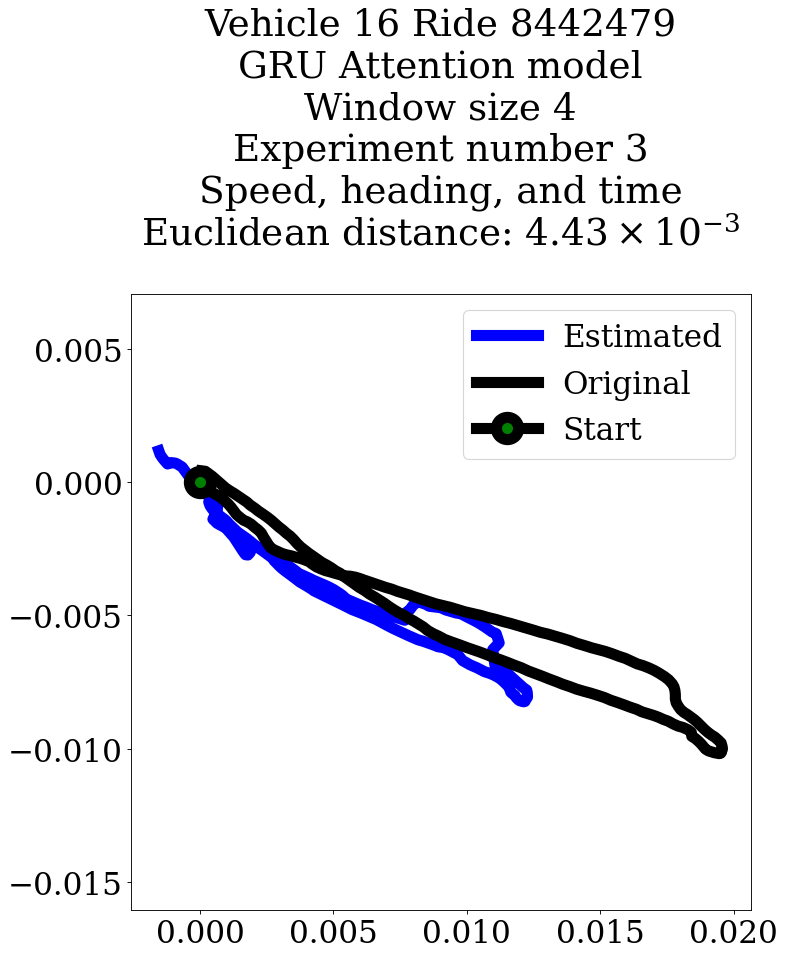 Vehicle 16 Ride 8442479
GRU Attention model
Window size 4
Experiment number 3
Speed, heading, and time
Euclidean distance: 4.43 × 10⁻³
Estimated
Original
Start
0.005
0.000
−0.005
−0.010
−0.015
0.000 0.005 0.010 0.015 0.020